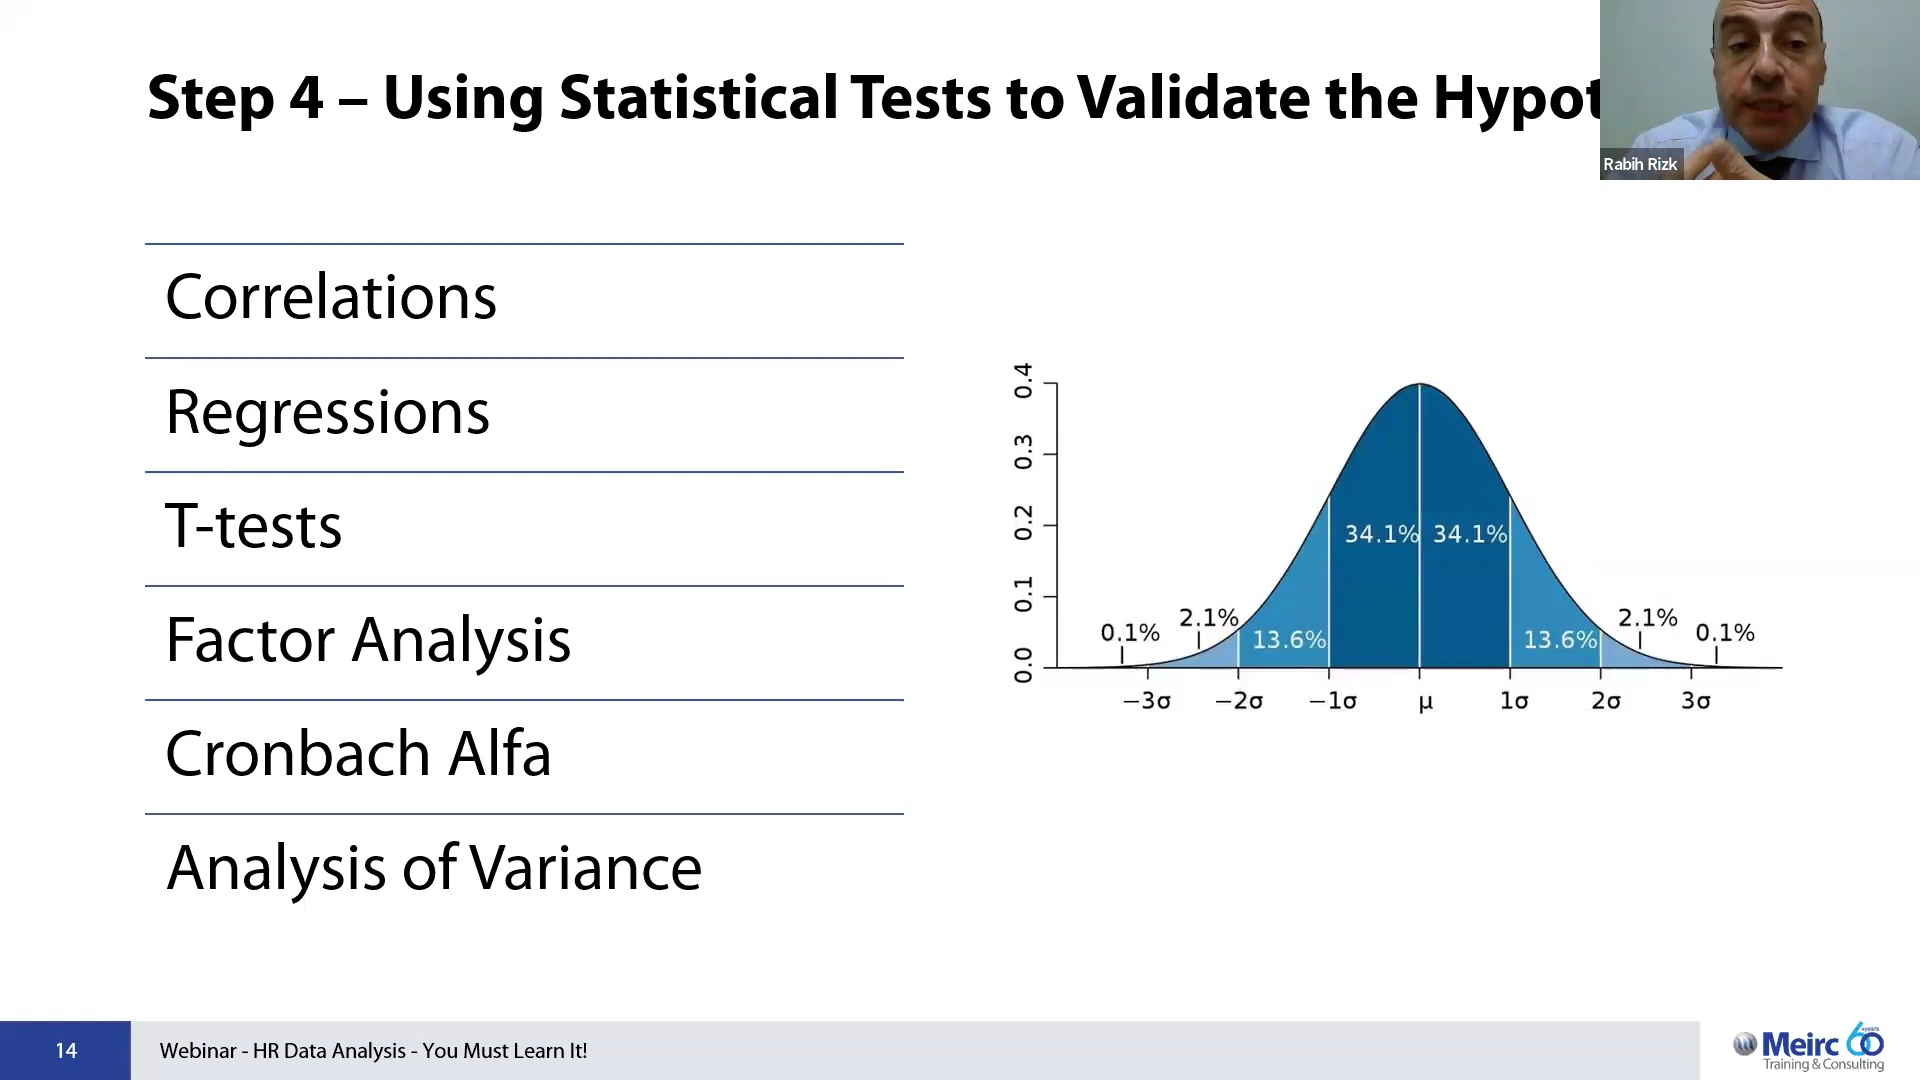 Step 4 – Using Statistical Tests to Validate the Hypot
Rabih Rizk
Correlations
Regressions
T-tests
Factor Analysis
Cronbach Alfa
Analysis of Variance
0.4
0.3
0.2
0.1
0.0
34.1% 34.1%
0.1% 2.1% 13.6% 13.6% 2.1% 0.1%
−3σ −2σ −1σ μ 1σ 2σ 3σ
14
Webinar - HR Data Analysis - You Must Learn It!
Meirc 60 years
Training & Consulting